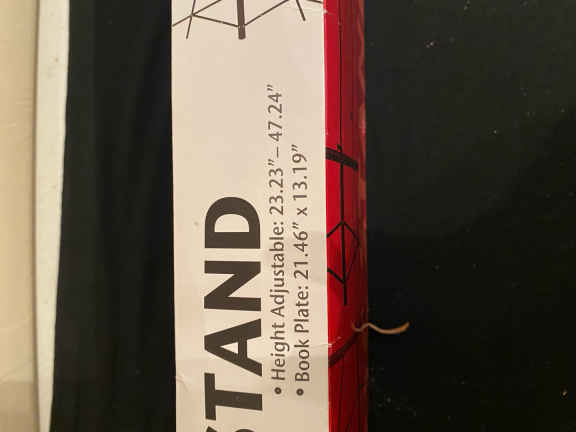 STAND
• Height Adjustable: 23.23”– 47.24”
• Book Plate: 21.46” x 13.19”